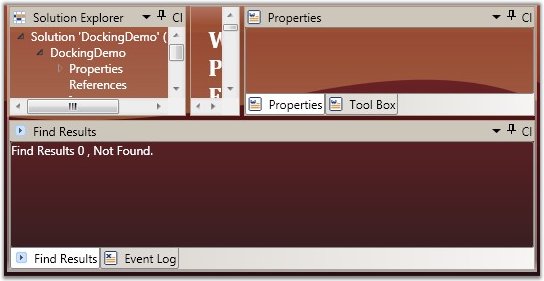 Solution Explorer Cl
Properties Cl
Solution 'DockingDemo' (
DockingDemo
Properties
References
W
P
F
Properties Tool Box
Find Results Cl
Find Results 0 , Not Found.
Find Results Event Log